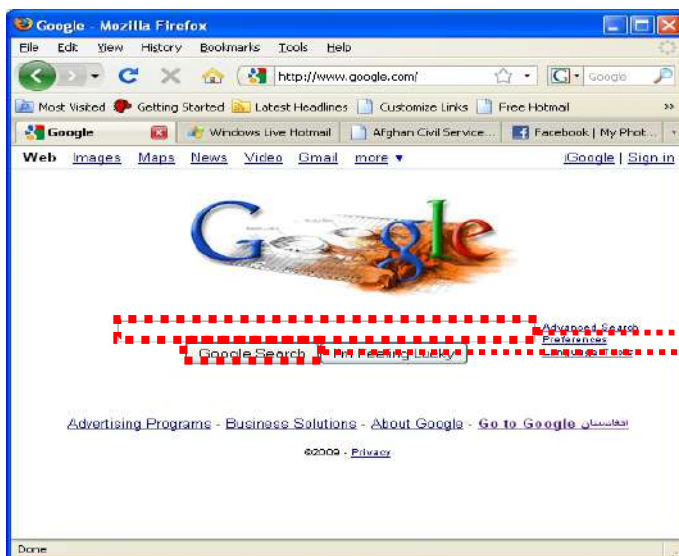 Google - Mozilla Firefox
File Edit View History Bookmarks Tools Help
http://www.google.com/ Google
Most Visited Getting Started Latest Headlines Customize Links Free Hotmail
Google Windows Live Hotmail Afghan Civil Service... Facebook | My Phot...
Web Images Maps News Video Gmail more iGoogle | Sign in
Google
Advanced Search
Preferences
Language Tools
Google Search I'm Feeling Lucky
Advertising Programs - Business Solutions - About Google - Go to Google افغانستان
©2009 - Privacy
Done